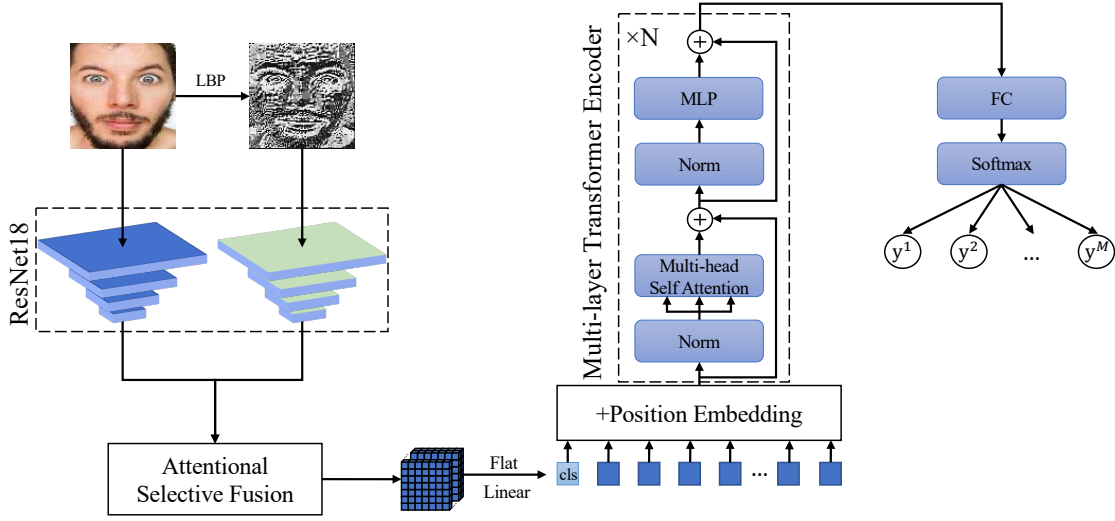 LBP
ResNet18
Attentional
Selective Fusion
Flat
Linear
cls
...
+Position Embedding
Multi-layer Transformer Encoder
×N
Norm
Multi-head
Self Attention
+
Norm
MLP
+
FC
Softmax
y¹
y²
...
yᴹ